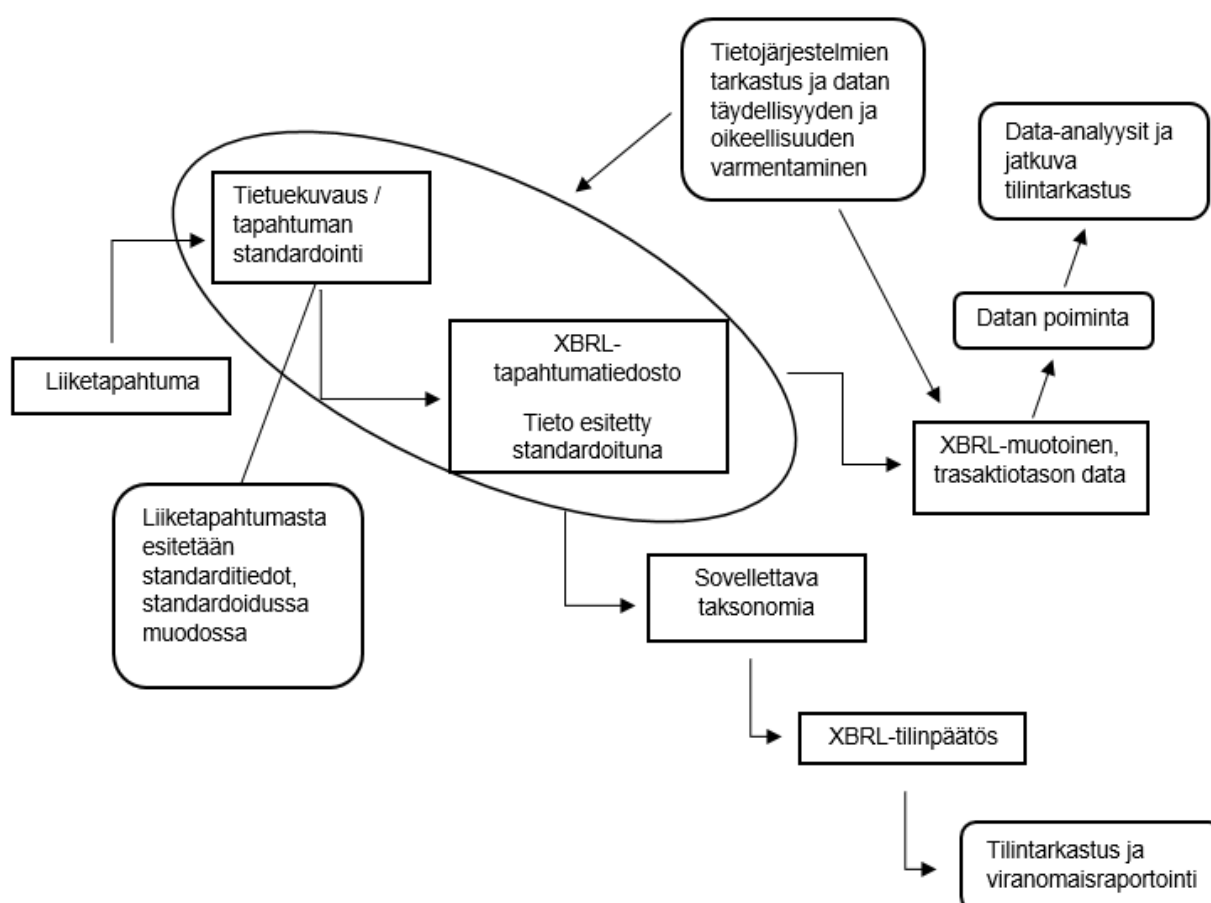 Tietojärjestelmien
tarkastus ja datan
täydellisyyden ja
oikeellisuuden
varmentaminen
Data-analyysit ja
jatkuva
tilintarkastus
Tietuekuvaus /
tapahtuman
standardointi
Datan poiminta
XBRL-
tapahtumatiedosto
Tieto esitetty
standardoituna
Liiketapahtuma
XBRL-muotoinen,
trasaktiotason data
Liiketapahtumasta
esitetään
standarditiedot,
standardoidussa
muodossa
Sovellettava
taksonomia
XBRL-tilinpäätös
Tilintarkastus ja
viranomaisraportointi